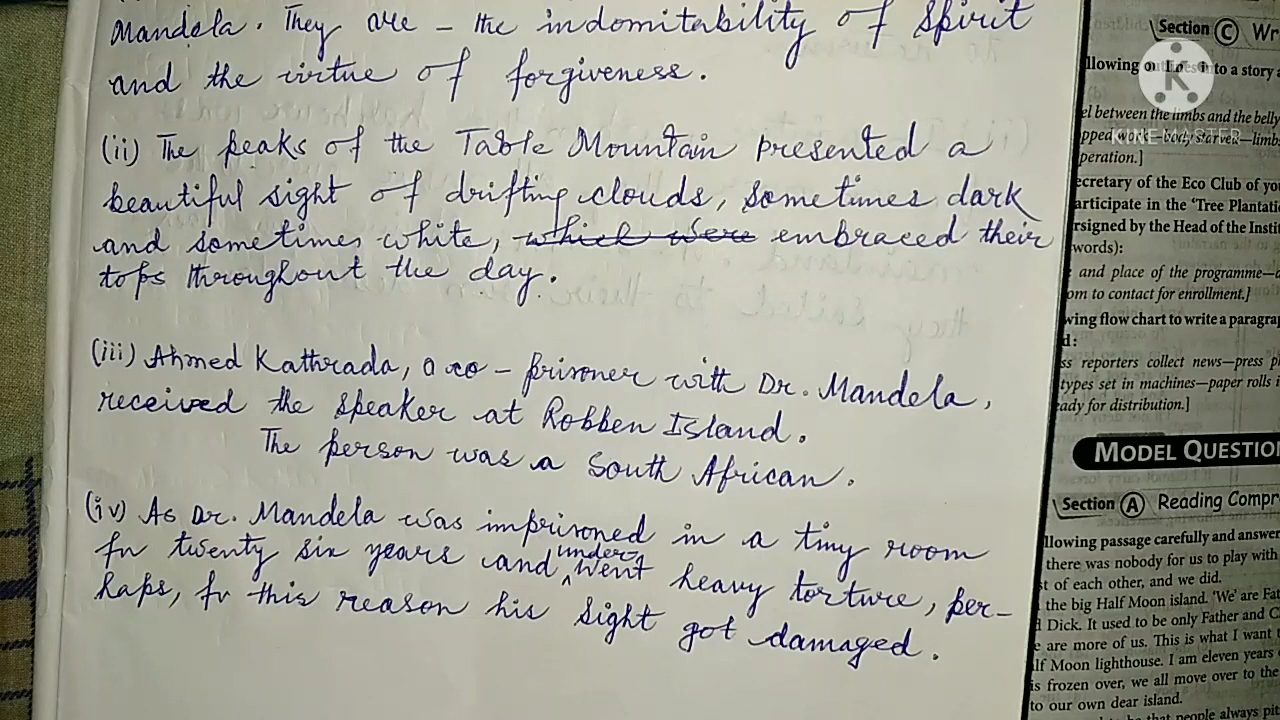 Mandela. They are - the indomitability of Spirit
and the virtue of forgiveness.
(ii) The peaks of the Table Mountain presented a
beautiful sight of drifting clouds, sometimes dark
and sometimes white, which were embraced their
tops throughout the day.
(iii) Ahmed Kathrada, a co-prisoner with Dr. Mandela,
received the speaker at Robben Island.
The person was a South African.
(iv) As Dr. Mandela was imprisoned in a tiny room
for twenty six years and under went heavy torture, per-
haps, for this reason his sight got damaged.
Section C Wr
llowing outlines into a story a
el between the limbs and the belly
pped work—body starved—limbs
peration.]
ecretary of the Eco Club of you
articipate in the 'Tree Plantati
rsigned by the Head of the Instit
words):
and place of the programme—d
om to contact for enrollment.]
wing flow chart to write a paragrap
d:
ss reporters collect news—press p
types set in machines—paper rolls i
ady for distribution.]
MODEL QUESTION
Section A Reading Compr
llowing passage carefully and answer
there was nobody for us to play with
st of each other, and we did.
the big Half Moon island. 'We' are Fat
d Dick. It used to be only Father and C
e are more of us. This is what I want t
lf Moon lighthouse. I am eleven years
is frozen over, we all move over to the
to our own dear island.
that people always pit
KINEMASTER